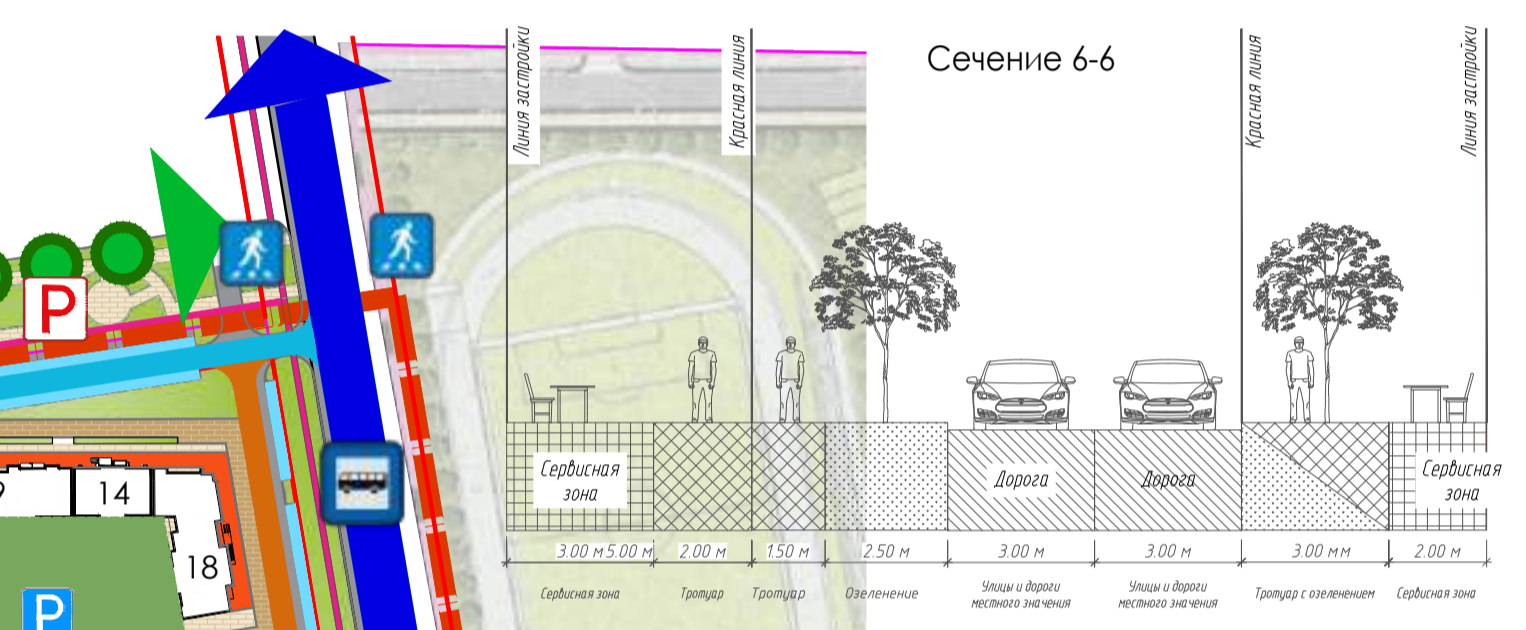 Сечение 6-6
Линия застройки
Красная линия
Красная линия
Линия застройки
P
14
18
P
Сервисная
зона
Дорога
Дорога
Сервисная
зона
3.00 м 5.00 м
2.00 м
1.50 м
2.50 м
3.00 м
3.00 м
3.00 мм
2.00 м
Сервисная зона
Тротуар
Тротуар
Озеленение
Улицы и дороги
местного значения
Улицы и дороги
местного значения
Тротуар с озеленением
Сервисная зона